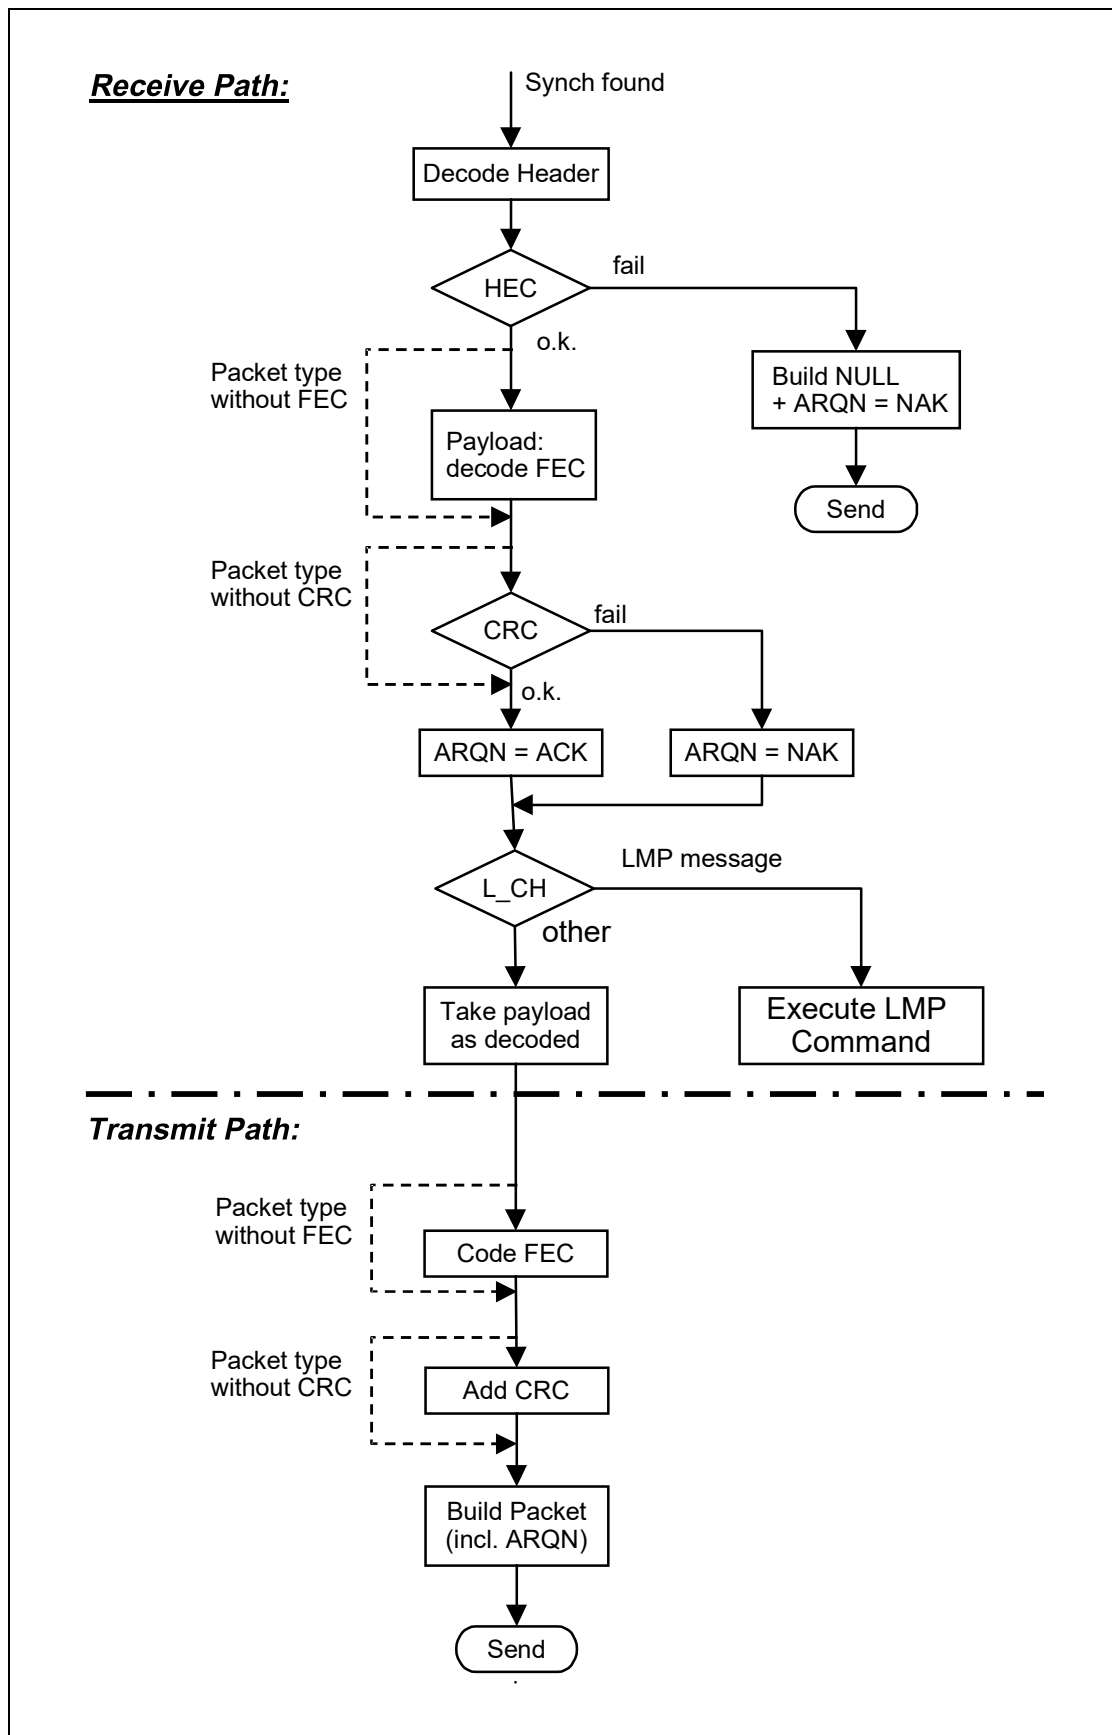 Receive Path:
Synch found
Decode Header
HEC
fail
o.k.
Packet type
without FEC
Build NULL
+ ARQN = NAK
Payload:
decode FEC
Send
Packet type
without CRC
CRC
fail
o.k.
ARQN = ACK
ARQN = NAK
LMP message
L_CH
other
Take payload
as decoded
Execute LMP
Command
Transmit Path:
Packet type
without FEC
Code FEC
Packet type
without CRC
Add CRC
Build Packet
(incl. ARQN)
Send